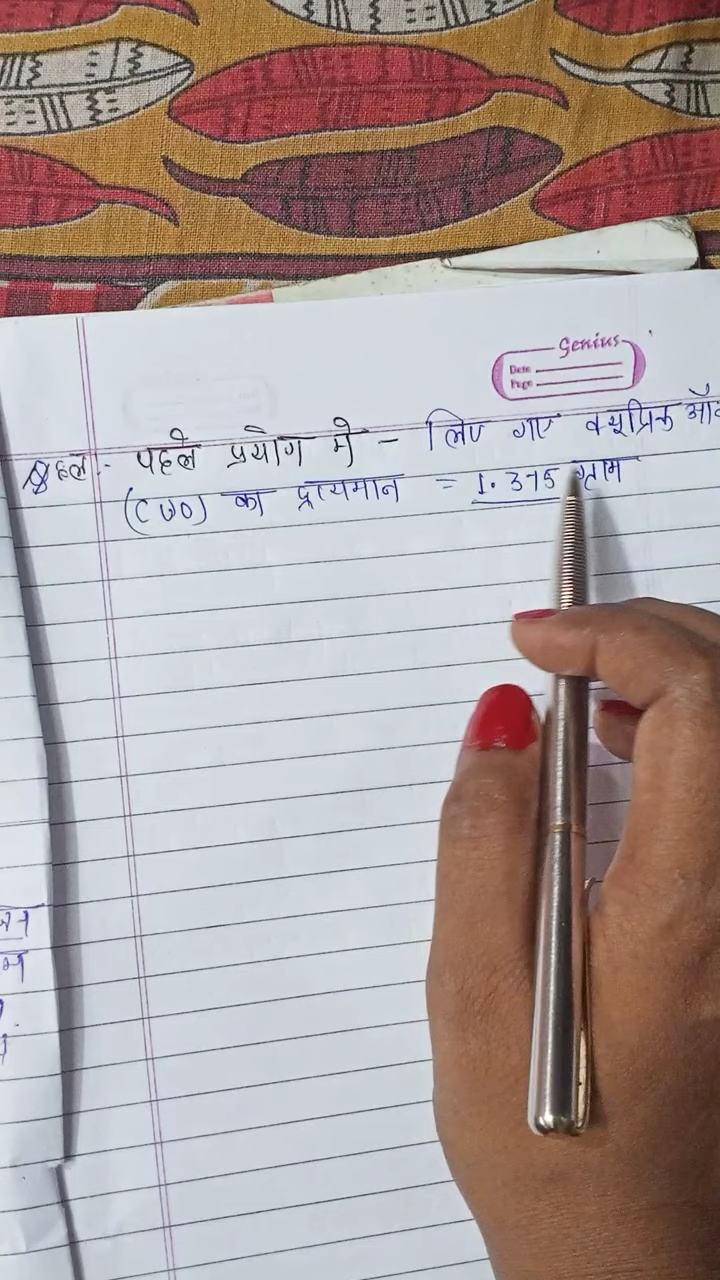 Genius
Date
Page
हल:- पहले प्रयोग में - लिए गए क्यूप्रिक
(CuO) का द्रव्यमान = 1.375 ग्राम